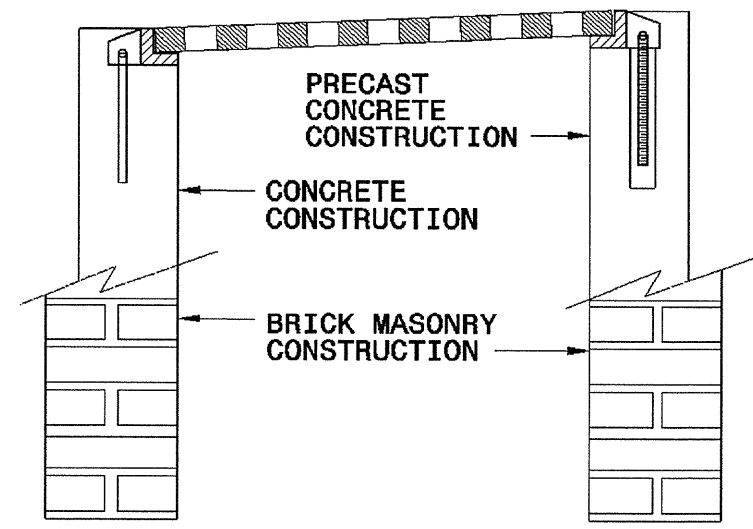 PRECAST
CONCRETE
CONSTRUCTION
CONCRETE
CONSTRUCTION
BRICK MASONRY
CONSTRUCTION